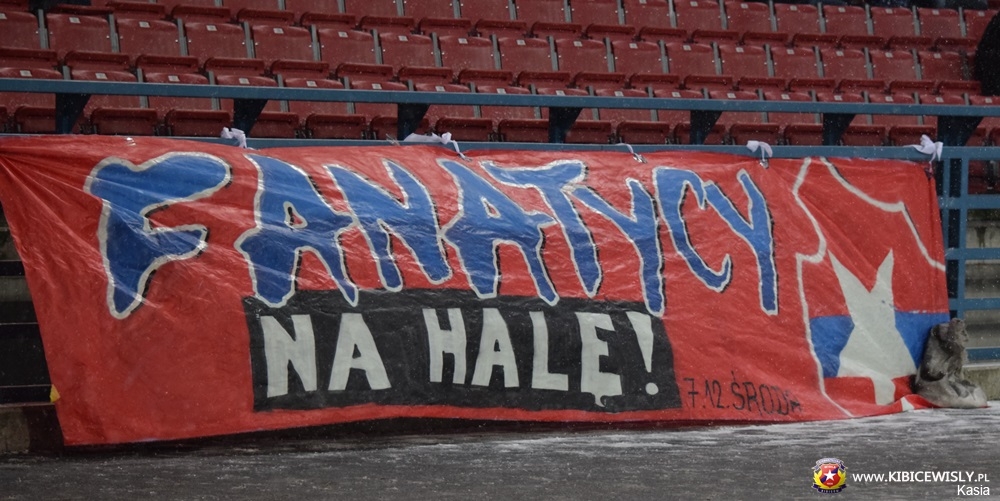 FANATYCY
NA HALĘ!
7.12. ŚRODA
www.KIBICEWISLY.PL
Kasia